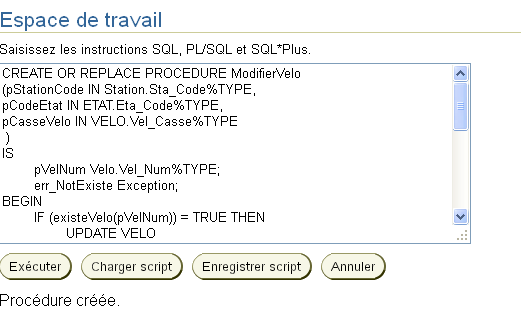 Espace de travail
Saisissez les instructions SQL, PL/SQL et SQL*Plus.
CREATE OR REPLACE PROCEDURE ModifierVelo
(pStationCode IN Station.Sta_Code%TYPE,
pCodeEtat IN ETAT.Eta_Code%TYPE,
pCasseVelo IN VELO.Vel_Casse%TYPE
)
IS
pVelNum Velo.Vel_Num%TYPE;
err_NotExiste Exception;
BEGIN
IF (existeVelo(pVelNum)) = TRUE THEN
UPDATE VELO
Exécuter Charger script Enregistrer script Annuler
Procédure créée.